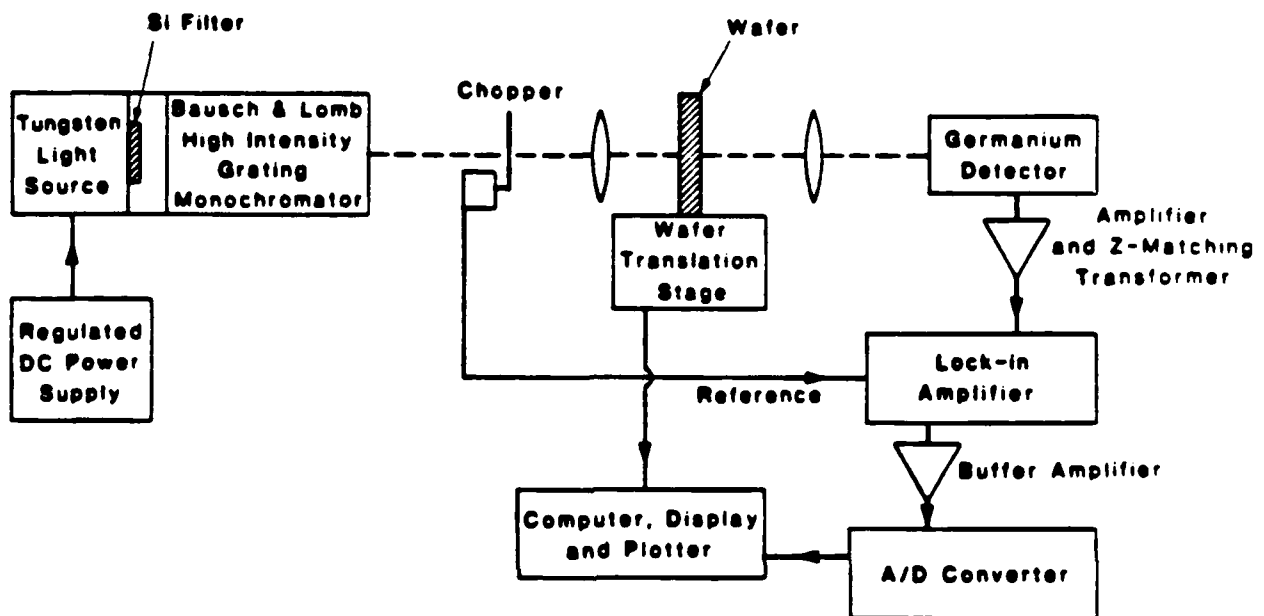 Si Filter
Wafer
Chopper
Tungsten
Light
Source
Bausch & Lomb
High Intensity
Grating
Monochromator
Germanium
Detector
Wafer
Translation
Stage
Amplifier
and Z-Matching
Transformer
Regulated
DC Power
Supply
Reference
Lock-in
Amplifier
Buffer Amplifier
Computer, Display
and Plotter
A/D Converter